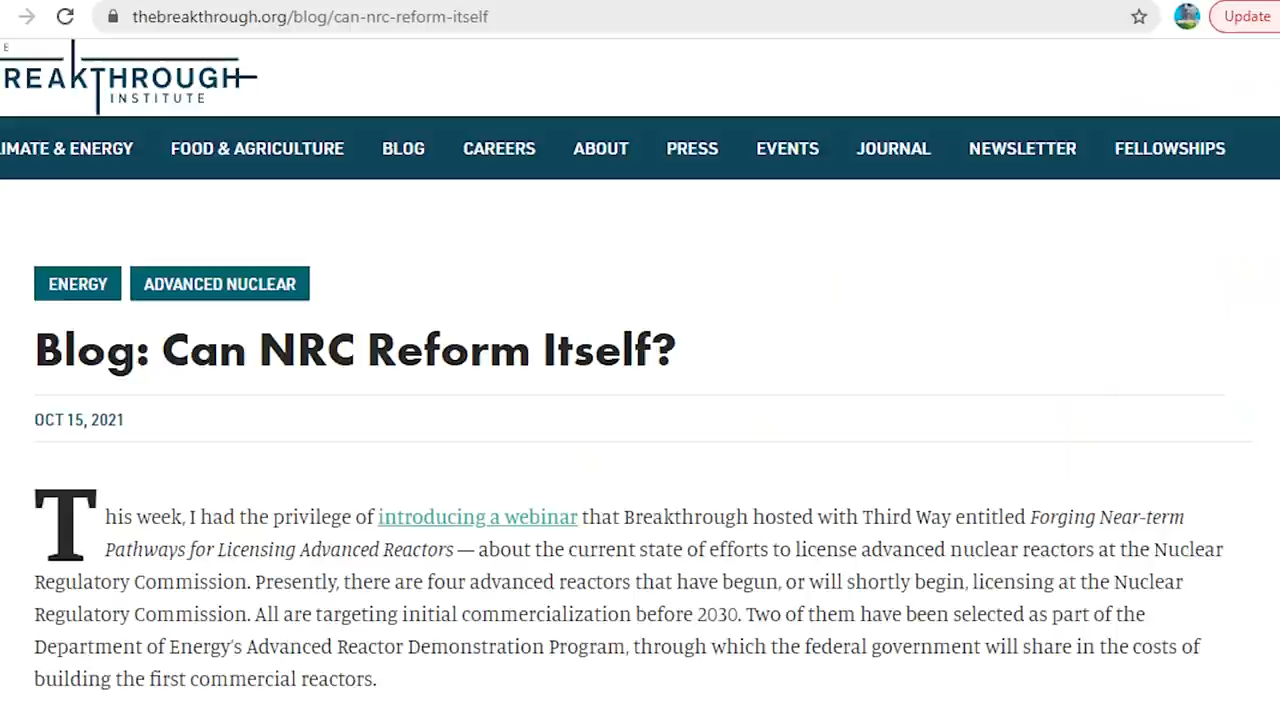 thebreakthrough.org/blog/can-nrc-reform-itself
Update
E
REAKTHROUGH
INSTITUTE
IMATE & ENERGY FOOD & AGRICULTURE BLOG CAREERS ABOUT PRESS EVENTS JOURNAL NEWSLETTER FELLOWSHIPS
ENERGY ADVANCED NUCLEAR
Blog: Can NRC Reform Itself?
OCT 15, 2021
This week, I had the privilege of introducing a webinar that Breakthrough hosted with Third Way entitled Forging Near-term
Pathways for Licensing Advanced Reactors — about the current state of efforts to license advanced nuclear reactors at the Nuclear
Regulatory Commission. Presently, there are four advanced reactors that have begun, or will shortly begin, licensing at the Nuclear
Regulatory Commission. All are targeting initial commercialization before 2030. Two of them have been selected as part of the
Department of Energy’s Advanced Reactor Demonstration Program, through which the federal government will share in the costs of
building the first commercial reactors.